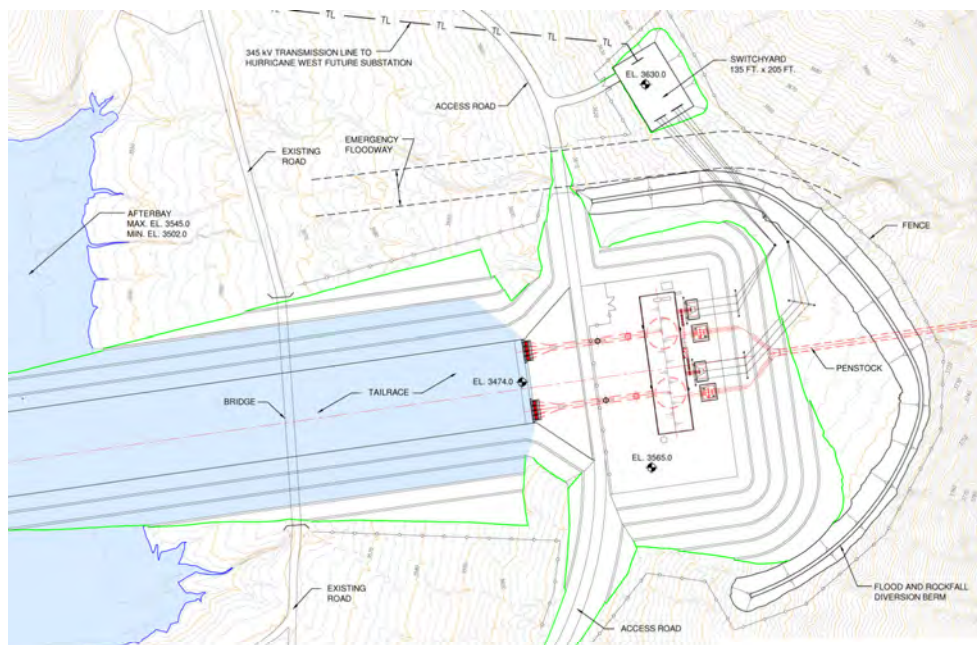 TL TL TL TL TL
345 kV TRANSMISSION LINE TO
HURRICANE WEST FUTURE SUBSTATION
SWITCHYARD
135 FT. x 205 FT.
EL. 3630.0
ACCESS ROAD
EMERGENCY
FLOODWAY
EXISTING
ROAD
AFTERBAY
MAX. EL. 3545.0
MIN. EL. 3502.0
FENCE
PENSTOCK
EL. 3474.0
TAILRACE
BRIDGE
EL. 3565.0
EXISTING
ROAD
ACCESS ROAD
FLOOD AND ROCKFALL
DIVERSION BERM